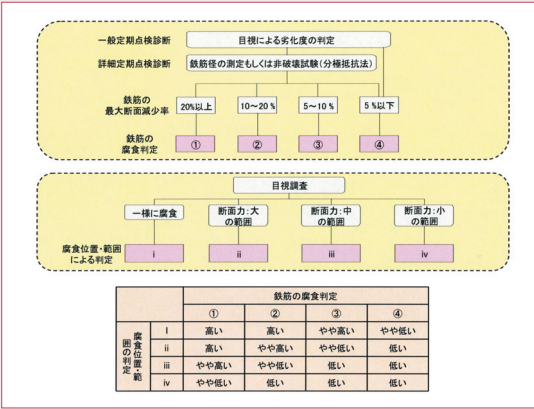 一般定期点検診断
目視による劣化度の判定
詳細定期点検診断
鉄筋径の測定もしくは非破壊試験(分極抵抗法)
鉄筋の
最大断面減少率
20%以上
10～20 %
5～10 %
5 %以下
鉄筋の
腐食判定
①
②
③
④
目視調査
一様に腐食
断面力:大
の範囲
断面力:中
の範囲
断面力:小
の範囲
腐食位置・範囲
による判定
i
ii
iii
iv
鉄筋の腐食判定
① ② ③ ④
腐食位置・範
囲の判定
I 高い 高い やや高い やや低い
ii 高い やや高い やや低い 低い
iii やや高い やや低い 低い 低い
iv やや低い 低い 低い 低い